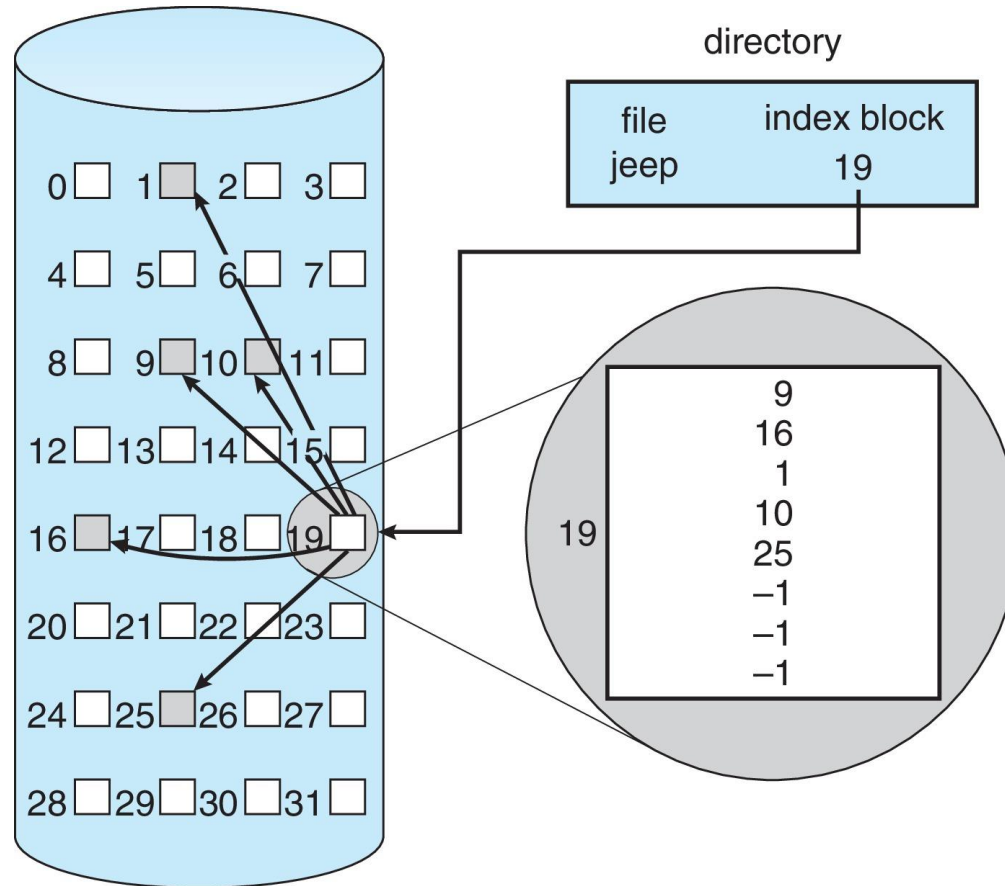 directory
file index block
jeep 19
0 1 2 3
4 5 6 7
8 9 10 11
12 13 14 15
16 17 18 19
20 21 22 23
24 25 26 27
28 29 30 31
19
9
16
1
10
25
–1
–1
–1